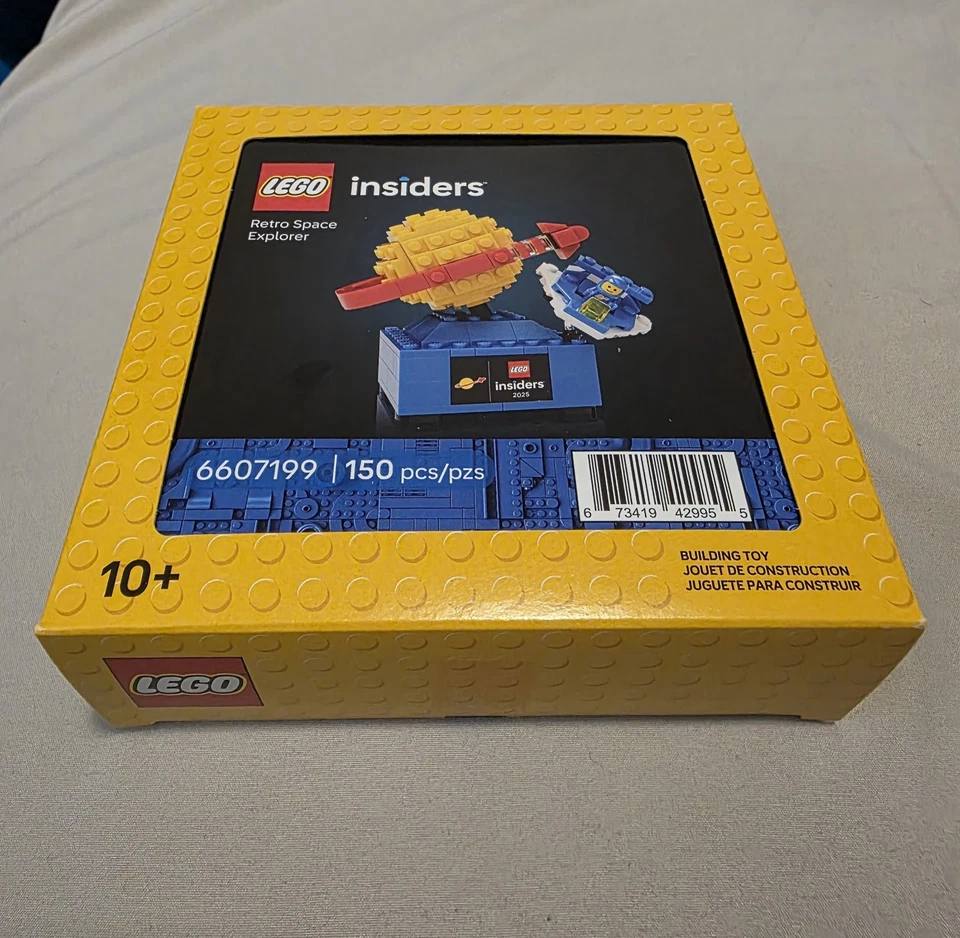 LEGO insiders™
Retro Space
Explorer
LEGO
insiders
2025
6607199 | 150 pcs/pzs
6 73419 42995 5
10+
BUILDING TOY
JOUET DE CONSTRUCTION
JUGUETE PARA CONSTRUIR
LEGO